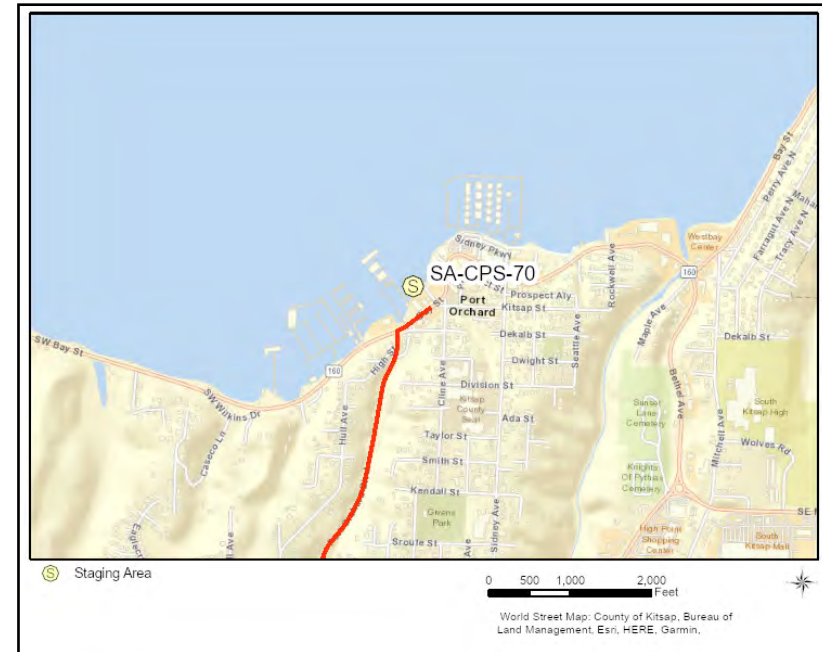 Bay St
Perry Ave N
Farragut Ave N
Tracy Ave N
Westbay
Center
Sidney Pkwy
Rockwell Ave
160
SA-CPS-70
S
Prospect Aly
Port
Orchard
Kitsap St
Maple Ave
Seattle Ave
Dekalb St
Dekalb St
SW Bay St
High St
160
Dwight St
Bethel Ave
Cline Ave
Division St
SW Wilkins Dr
Kitsap
County
Seat
Sunset
Lane
Cemetery
South
Kitsap High
Hull Ave
Ada St
Mitchell Ave
Caseco Ln
Taylor St
Wolves Rd
Smith St
Knights
Of Pythias
Cemetery
Kendall St
Givens
Park
Sidney Ave
High Point
Shopping
Center
South
Kitsap Mall
Sroufe St
S Staging Area
0 500 1,000 2,000
Feet
World Street Map: County of Kitsap, Bureau of
Land Management, Esri, HERE, Garmin,